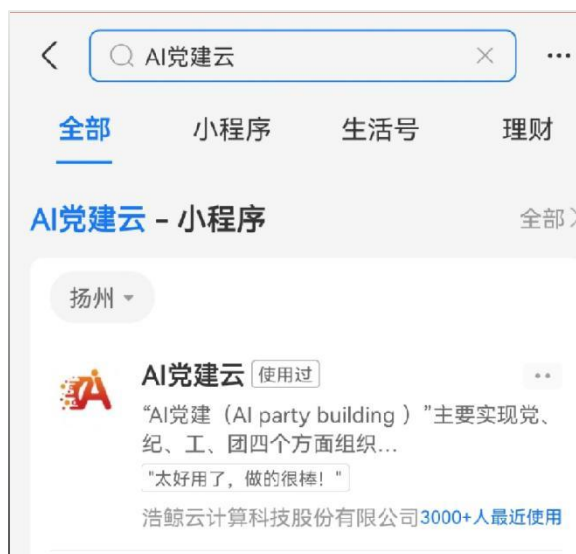 AI党建云
全部 小程序 生活号 理财
AI党建云 – 小程序 全部
扬州
AI党建云 使用过
“AI党建（AI party building ）”主要实现党、
纪、工、团四个方面组织...
"太好用了，做的很棒！"
浩鲸云计算科技股份有限公司3000+人最近使用